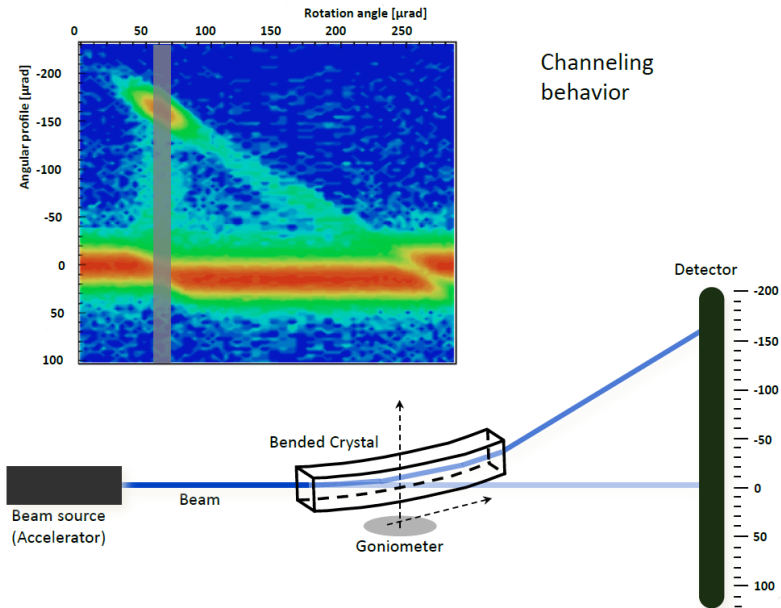 Rotation angle [µrad]
0 50 100 150 200 250
Angular profile [µrad]
-200
-150
-100
-50
0
50
100
Channeling
behavior
Detector
-200
-150
-100
-50
0
50
100
Bended Crystal
Beam
Beam source
(Accelerator)
Goniometer